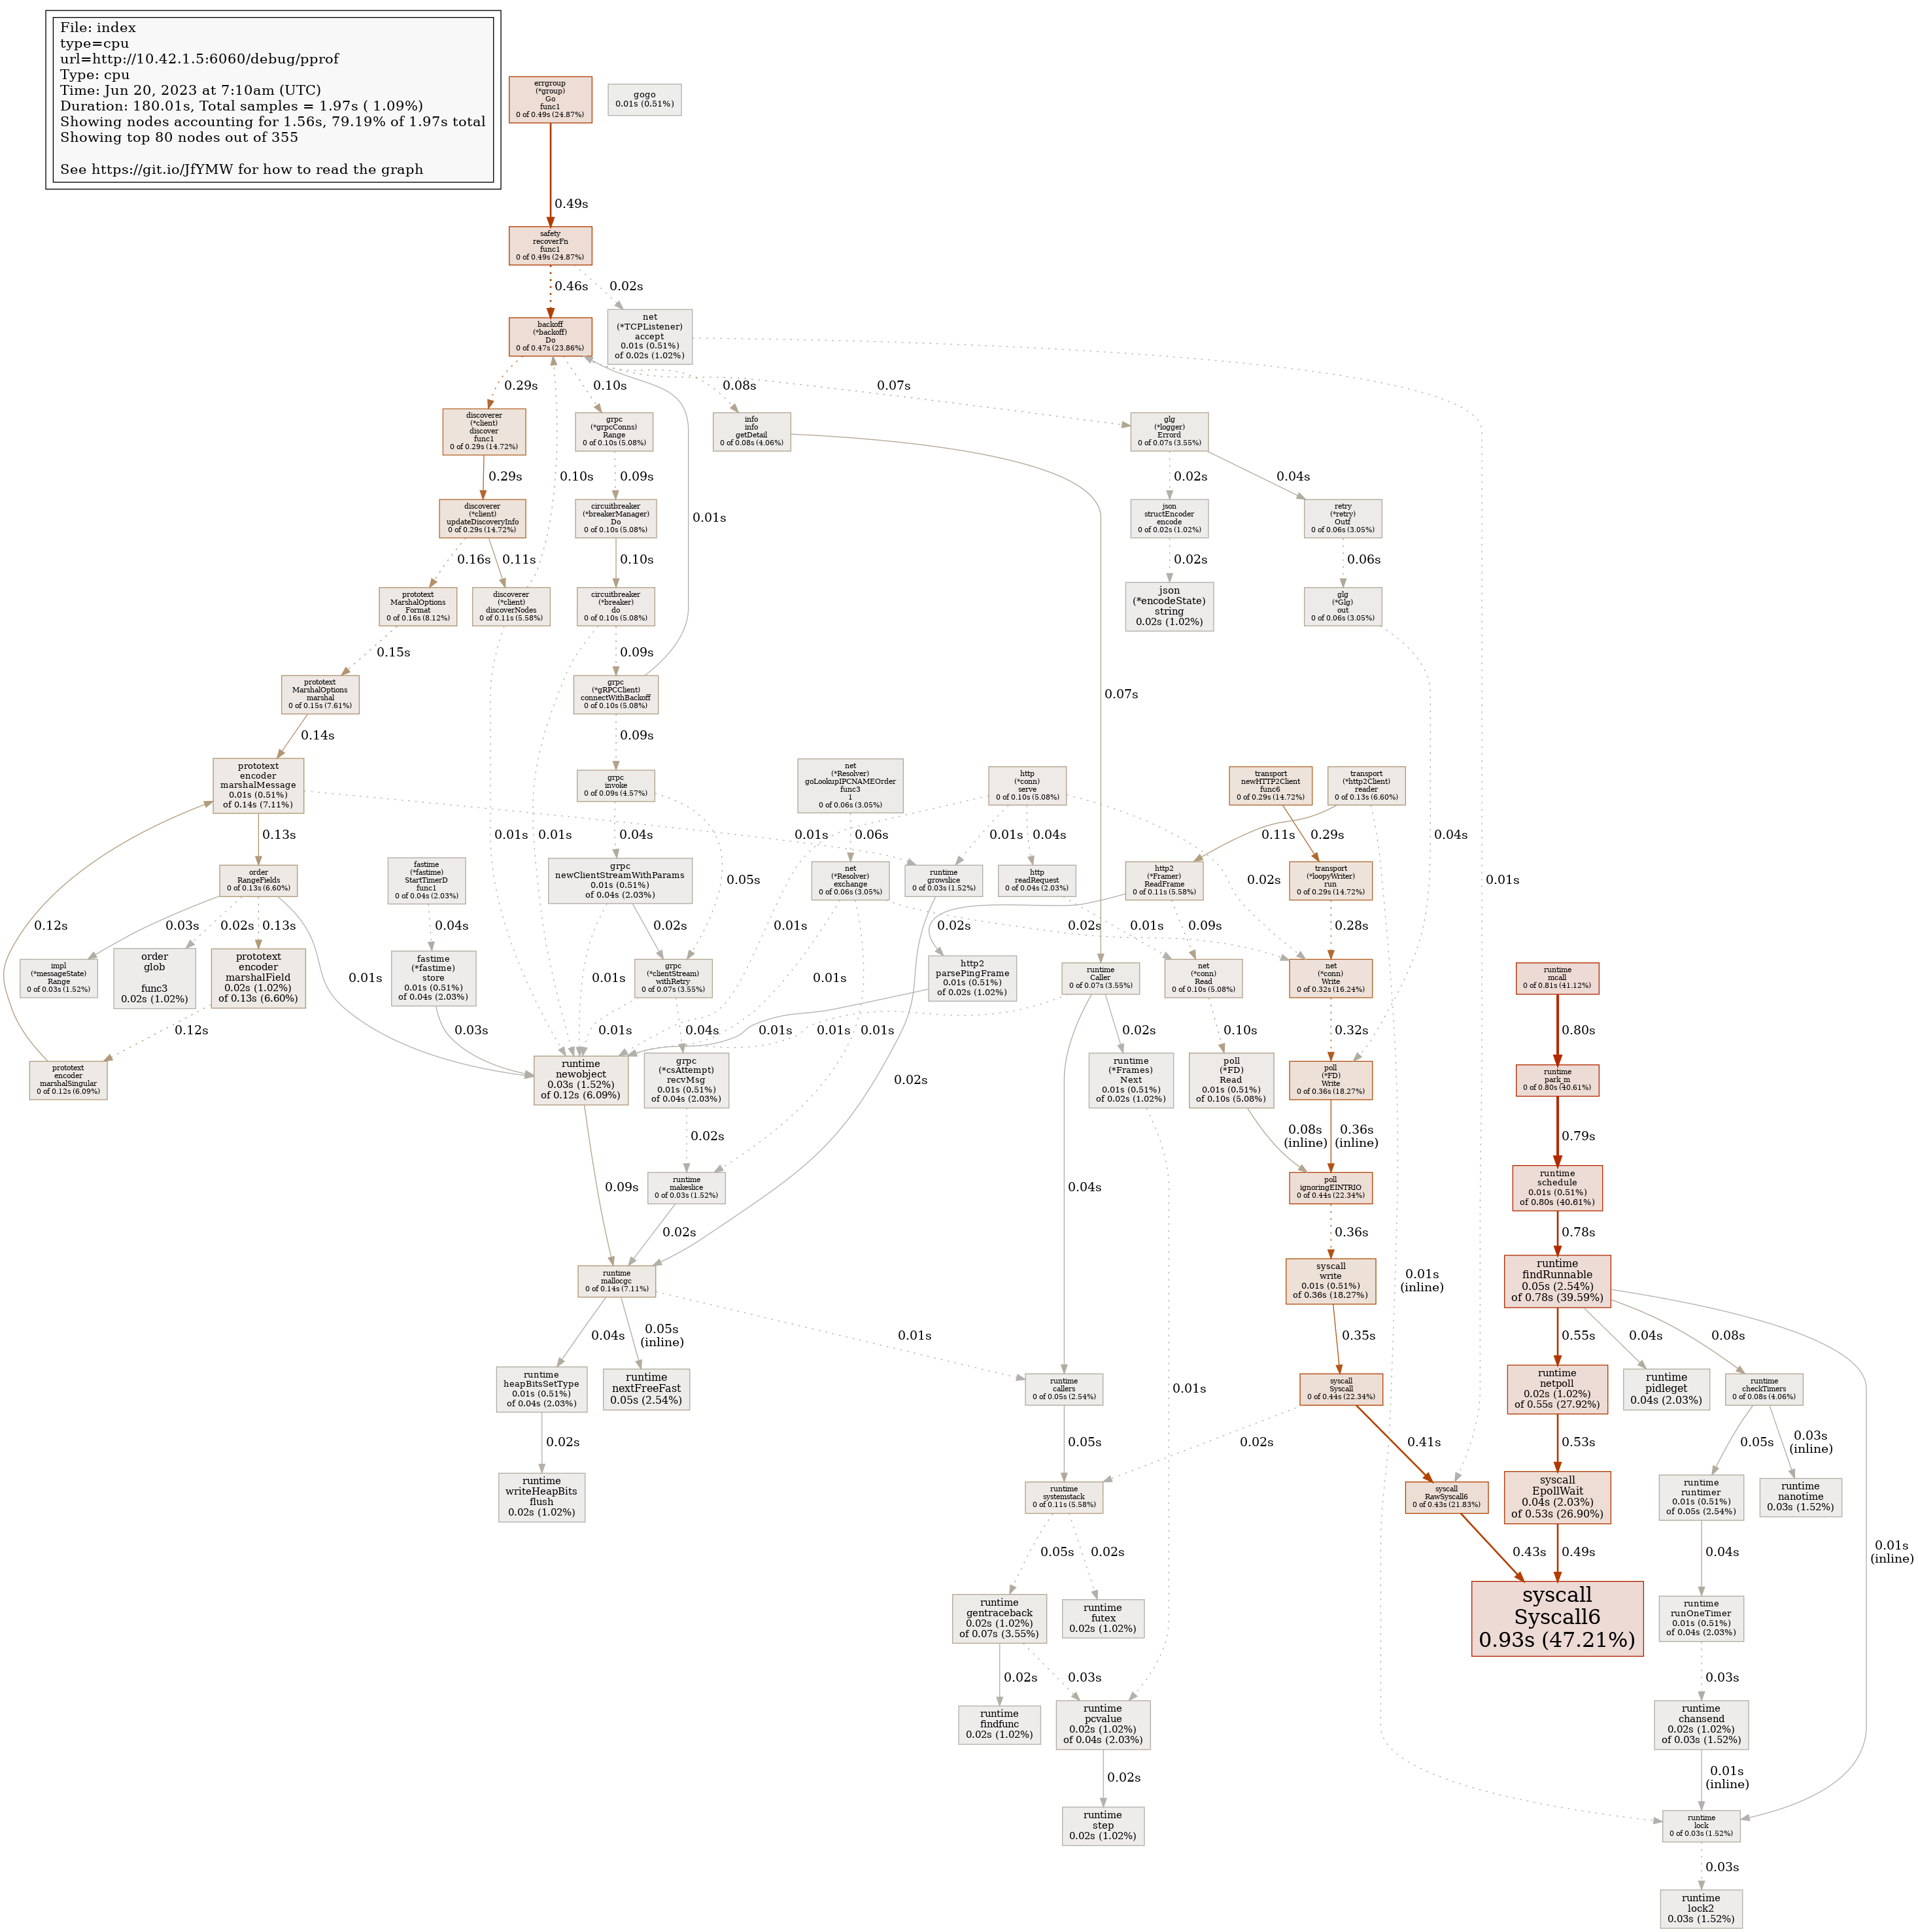 File: index
type=cpu
url=http://10.42.1.5:6060/debug/pprof
Type: cpu
Time: Jun 20, 2023 at 7:10am (UTC)
Duration: 180.01s, Total samples = 1.97s ( 1.09%)
Showing nodes accounting for 1.56s, 79.19% of 1.97s total
Showing top 80 nodes out of 355
See https://git.io/JfYMW for how to read the graph
errgroup
(*group)
Go
func1
0 of 0.49s (24.87%)
gogo
0.01s (0.51%)
0.49s
safety
recoverFn
func1
0 of 0.49s (24.87%)
0.46s
0.02s
backoff
(*backoff)
Do
0 of 0.47s (23.86%)
net
(*TCPListener)
accept
0.01s (0.51%)
of 0.02s (1.02%)
0.29s
0.10s
0.08s
0.07s
discoverer
(*client)
discover
func1
0 of 0.29s (14.72%)
grpc
(*grpcConns)
Range
0 of 0.10s (5.08%)
info
info
getDetail
0 of 0.08s (4.06%)
glg
(*logger)
Errord
0 of 0.07s (3.55%)
0.29s
0.10s
0.09s
0.02s
0.04s
discoverer
(*client)
updateDiscoveryInfo
0 of 0.29s (14.72%)
circuitbreaker
(*breakerManager)
Do
0 of 0.10s (5.08%)
0.01s
json
structEncoder
encode
0 of 0.02s (1.02%)
retry
(*retry)
Outf
0 of 0.06s (3.05%)
0.16s
0.11s
0.10s
0.02s
0.06s
prototext
MarshalOptions
Format
0 of 0.16s (8.12%)
discoverer
(*client)
discoverNodes
0 of 0.11s (5.58%)
circuitbreaker
(*breaker)
do
0 of 0.10s (5.08%)
json
(*encodeState)
string
0.02s (1.02%)
glg
(*Glg)
out
0 of 0.06s (3.05%)
0.15s
0.09s
prototext
MarshalOptions
marshal
0 of 0.15s (7.61%)
grpc
(*gRPCClient)
connectWithBackoff
0 of 0.10s (5.08%)
0.07s
0.14s
0.09s
prototext
encoder
marshalMessage
0.01s (0.51%)
of 0.14s (7.11%)
grpc
invoke
0 of 0.09s (4.57%)
net
(*Resolver)
goLookupIPCNAMEOrder
func3
1
0 of 0.06s (3.05%)
http
(*conn)
serve
0 of 0.10s (5.08%)
transport
newHTTP2Client
func6
0 of 0.29s (14.72%)
transport
(*http2Client)
reader
0 of 0.13s (6.60%)
0.13s
0.01s
0.01s
0.04s
0.01s
0.06s
0.01s
0.04s
0.11s
0.29s
0.04s
order
RangeFields
0 of 0.13s (6.60%)
fastime
(*fastime)
StartTimerD
func1
0 of 0.04s (2.03%)
grpc
newClientStreamWithParams
0.01s (0.51%)
of 0.04s (2.03%)
0.05s
net
(*Resolver)
exchange
0 of 0.06s (3.05%)
runtime
growslice
0 of 0.03s (1.52%)
http
readRequest
0 of 0.04s (2.03%)
http2
(*Framer)
ReadFrame
0 of 0.11s (5.58%)
0.02s
transport
(*loopyWriter)
run
0 of 0.29s (14.72%)
0.01s
0.12s
0.03s
0.02s
0.13s
0.04s
0.02s
0.01s
0.02s
0.02s
0.01s
0.09s
0.28s
impl
(*messageState)
Range
0 of 0.03s (1.52%)
order
glob
func3
0.02s (1.02%)
prototext
encoder
marshalField
0.02s (1.02%)
of 0.13s (6.60%)
0.01s
fastime
(*fastime)
store
0.01s (0.51%)
of 0.04s (2.03%)
0.01s
grpc
(*clientStream)
withRetry
0 of 0.07s (3.55%)
0.01s
http2
parsePingFrame
0.01s (0.51%)
of 0.02s (1.02%)
runtime
Caller
0 of 0.07s (3.55%)
net
(*conn)
Read
0 of 0.10s (5.08%)
net
(*conn)
Write
0 of 0.32s (16.24%)
runtime
mcall
0 of 0.81s (41.12%)
0.12s
0.03s
0.01s
0.04s
0.01s
0.01s
0.01s
0.02s
0.10s
0.32s
0.80s
prototext
encoder
marshalSingular
0 of 0.12s (6.09%)
runtime
newobject
0.03s (1.52%)
of 0.12s (6.09%)
grpc
(*csAttempt)
recvMsg
0.01s (0.51%)
of 0.04s (2.03%)
0.02s
runtime
(*Frames)
Next
0.01s (0.51%)
of 0.02s (1.02%)
poll
(*FD)
Read
0.01s (0.51%)
of 0.10s (5.08%)
poll
(*FD)
Write
0 of 0.36s (18.27%)
runtime
park_m
0 of 0.80s (40.61%)
0.02s
0.08s
(inline)
0.36s
(inline)
0.79s
0.09s
runtime
makeslice
0 of 0.03s (1.52%)
0.04s
poll
ignoringEINTRIO
0 of 0.44s (22.34%)
runtime
schedule
0.01s (0.51%)
of 0.80s (40.61%)
0.02s
0.36s
0.78s
runtime
mallocgc
0 of 0.14s (7.11%)
0.01s
(inline)
syscall
write
0.01s (0.51%)
of 0.36s (18.27%)
runtime
findRunnable
0.05s (2.54%)
of 0.78s (39.59%)
0.04s
0.05s
(inline)
0.01s
0.35s
0.55s
0.04s
0.08s
runtime
heapBitsSetType
0.01s (0.51%)
of 0.04s (2.03%)
runtime
nextFreeFast
0.05s (2.54%)
runtime
callers
0 of 0.05s (2.54%)
0.01s
syscall
Syscall
0 of 0.44s (22.34%)
runtime
netpoll
0.02s (1.02%)
of 0.55s (27.92%)
runtime
pidleget
0.04s (2.03%)
runtime
checkTimers
0 of 0.08s (4.06%)
0.02s
0.05s
0.02s
0.41s
0.53s
0.05s
0.03s
(inline)
runtime
writeHeapBits
flush
0.02s (1.02%)
runtime
systemstack
0 of 0.11s (5.58%)
syscall
RawSyscall6
0 of 0.43s (21.83%)
syscall
EpollWait
0.04s (2.03%)
of 0.53s (26.90%)
runtime
runtimer
0.01s (0.51%)
of 0.05s (2.54%)
runtime
nanotime
0.03s (1.52%)
0.05s
0.02s
0.43s
0.49s
0.04s
0.01s
(inline)
runtime
gentraceback
0.02s (1.02%)
of 0.07s (3.55%)
runtime
futex
0.02s (1.02%)
syscall
Syscall6
0.93s (47.21%)
runtime
runOneTimer
0.01s (0.51%)
of 0.04s (2.03%)
0.02s
0.03s
0.03s
runtime
findfunc
0.02s (1.02%)
runtime
pcvalue
0.02s (1.02%)
of 0.04s (2.03%)
runtime
chansend
0.02s (1.02%)
of 0.03s (1.52%)
0.02s
0.01s
(inline)
runtime
step
0.02s (1.02%)
runtime
lock
0 of 0.03s (1.52%)
0.03s
runtime
lock2
0.03s (1.52%)